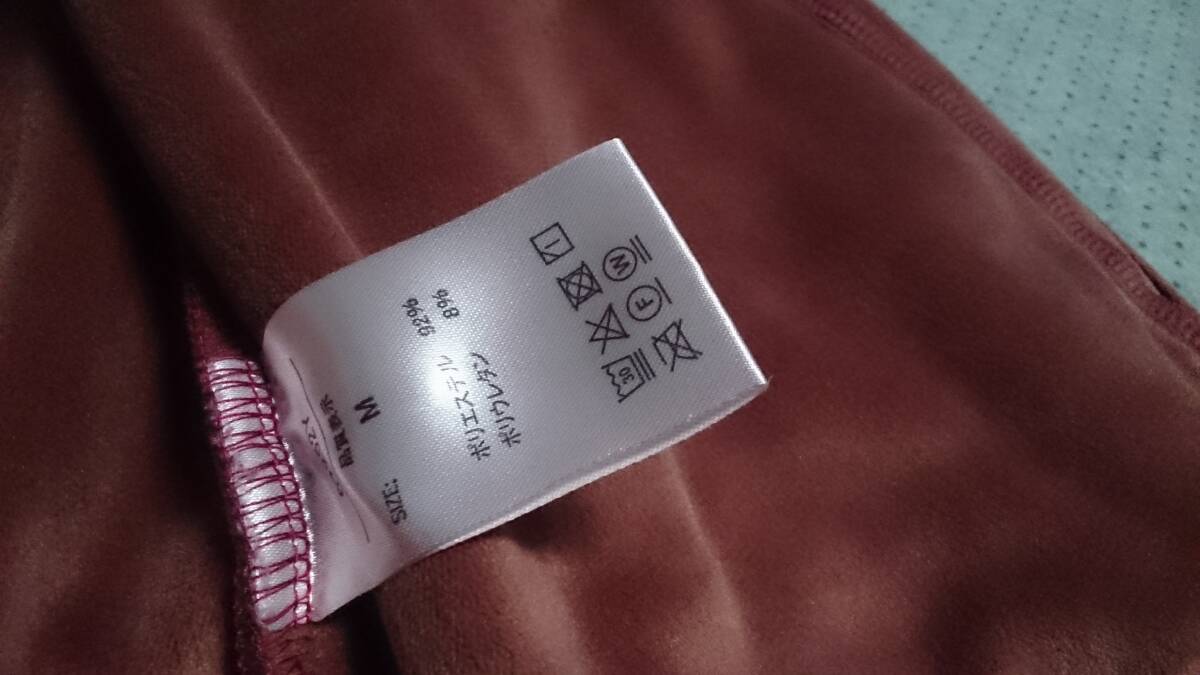 品質表示
SIZE: M
ポリエステル 92%
ポリウレタン 8%
30
F W